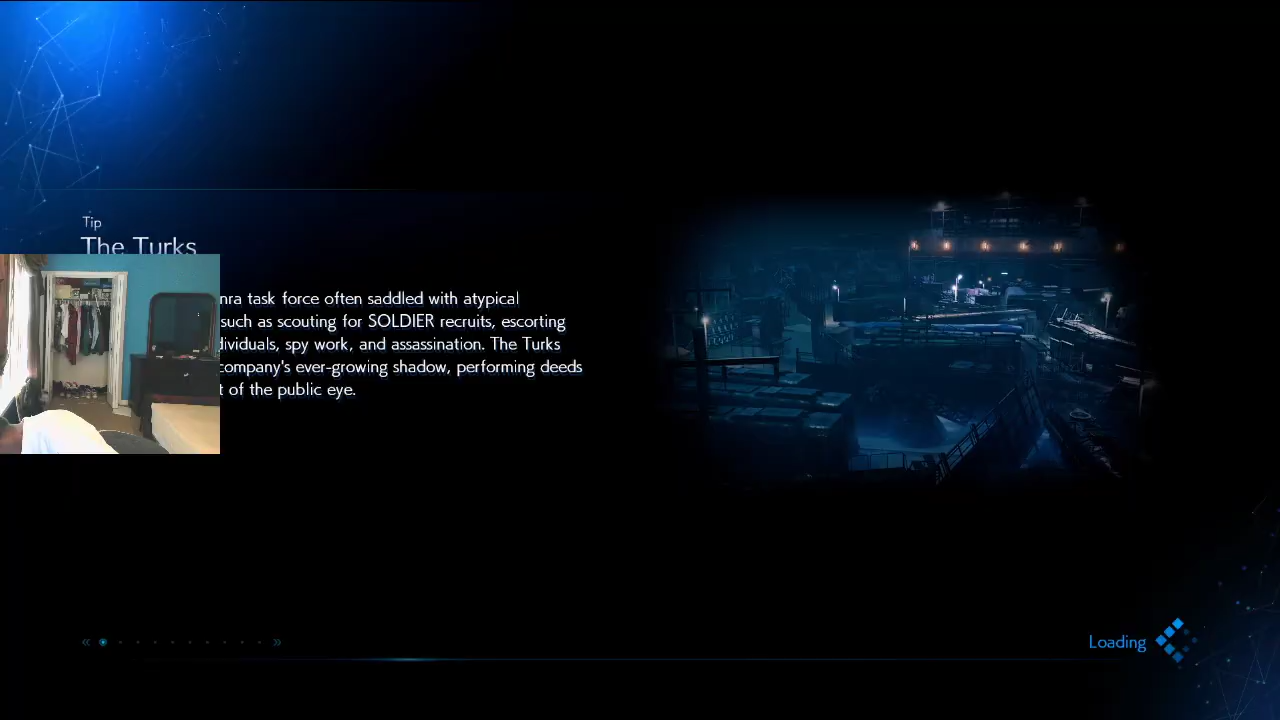 Tip
The Turks
nra task force often saddled with atypical
such as scouting for SOLDIER recruits, escorting
dividuals, spy work, and assassination. The Turks
company's ever-growing shadow, performing deeds
t of the public eye.
Loading